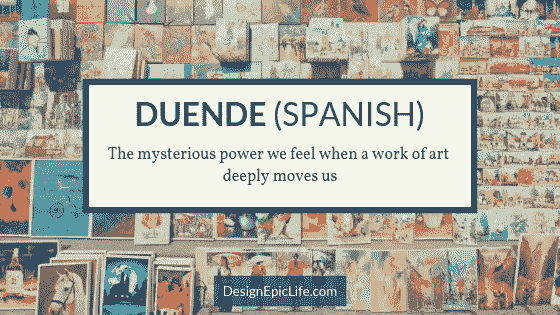 DUENDE (SPANISH)
The mysterious power we feel when a work of art
deeply moves us
DesignEpicLife.com